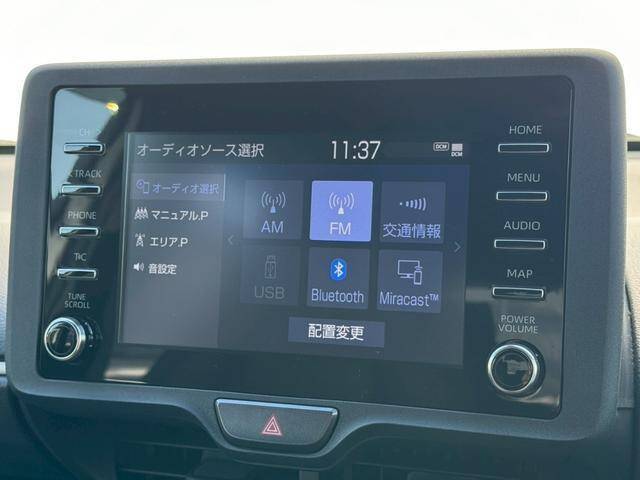 オーディオソース選択 11:37 DCM
DCM
オーディオ選択
マニュアル.P
エリア.P
音設定
AM FM 交通情報
USB Bluetooth Miracast™
配置変更
TRACK
PHONE
TUNE
SCROLL
HOME
MENU
AUDIO
MAP
POWER
VOLUME